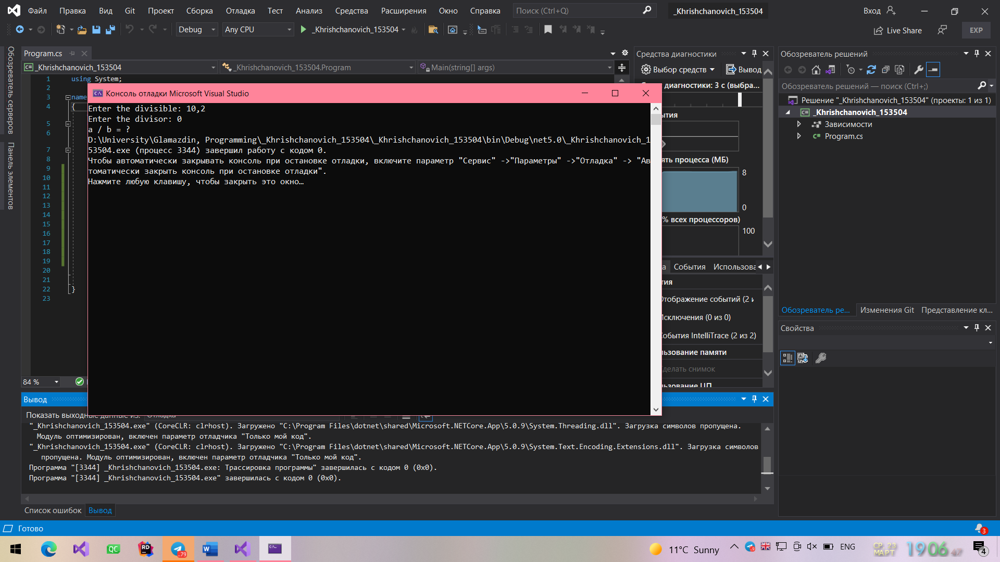 Файл Правка Вид Git Проект Сборка Отладка Тест Анализ Средства Расширения Окно Справка Поиск (Ctrl+Q) _Khrishchanovich_153504 Вход
Debug Any CPU _Khrishchanovich_153504 Live Share EXP
Обозреватель серверов
Панель элементов
Program.cs
_Khrishchanovich_153504 _Khrishchanovich_153504.Program Main(string[] args)
1 using System;
2
3 name
4 {
5
6
7
8
9
10
11
12
13
14
15
16
17
18
19
20
21
22 }
23
84 %
Консоль отладки Microsoft Visual Studio
Enter the divisible: 10,2
Enter the divisor: 0
a / b = ?
D:\University\Glamazdin, Programming\_Khrishchanovich_153504\_Khrishchanovich_153504\bin\Debug\net5.0\_Khrishchanovich_1
53504.exe (процесс 3344) завершил работу с кодом 0.
Чтобы автоматически закрывать консоль при остановке отладки, включите параметр "Сервис" ->"Параметры" ->"Отладка" -> "Ав
томатически закрыть консоль при остановке отладки".
Нажмите любую клавишу, чтобы закрыть это окно…
Средства диагностики
Выбор средств Вывод
диагностики: 3 с (выбра...
ытия
ять процесса (МБ)
8
0
% всех процессоров)
100
а События Использова
тия
Отображение событий (2 и
Исключения (0 из 0)
События IntelliTrace (2 из 2)
льзование памяти
делать снимок
льзование ЦП
Обозреватель решений
Обозреватель решений — поиск (Ctrl+;)
Решение "_Khrishchanovich_153504" (проекты: 1 из 1)
C# _Khrishchanovich_153504
Зависимости
C# Program.cs
Обозреватель ре... Изменения Git Представление кл...
Свойства
Вывод
Показать выходные данные из: Отладка
"_Khrishchanovich_153504.exe" (CoreCLR: clrhost). Загружено "C:\Program Files\dotnet\shared\Microsoft.NETCore.App\5.0.9\System.Threading.dll". Загрузка символов пропущена.
Модуль оптимизирован, включен параметр отладчика "Только мой код".
"_Khrishchanovich_153504.exe" (CoreCLR: clrhost). Загружено "C:\Program Files\dotnet\shared\Microsoft.NETCore.App\5.0.9\System.Text.Encoding.Extensions.dll". Загрузка символов
пропущена. Модуль оптимизирован, включен параметр отладчика "Только мой код".
Программа "[3344] _Khrishchanovich_153504.exe: Трассировка программы" завершилась с кодом 0 (0x0).
Программа "[3344] _Khrishchanovich_153504.exe" завершилась с кодом 0 (0x0).
Список ошибок Вывод
Готово 3
QC RD 79 W 11°C Sunny ENG СР, 23 МАРТ 19 06 4